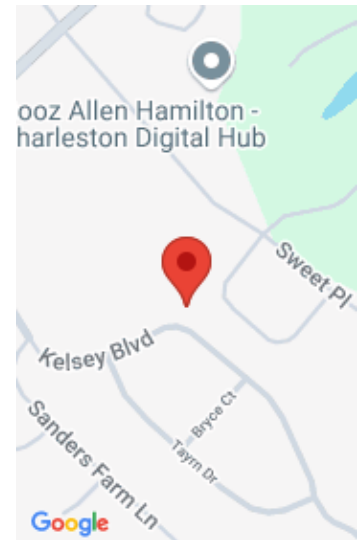 ooz Allen Hamilton -
harleston Digital Hub
Sweet Pl
Kelsey Blvd
Bryce Ct
Tayrn Dr
Sanders Farm Ln
Google